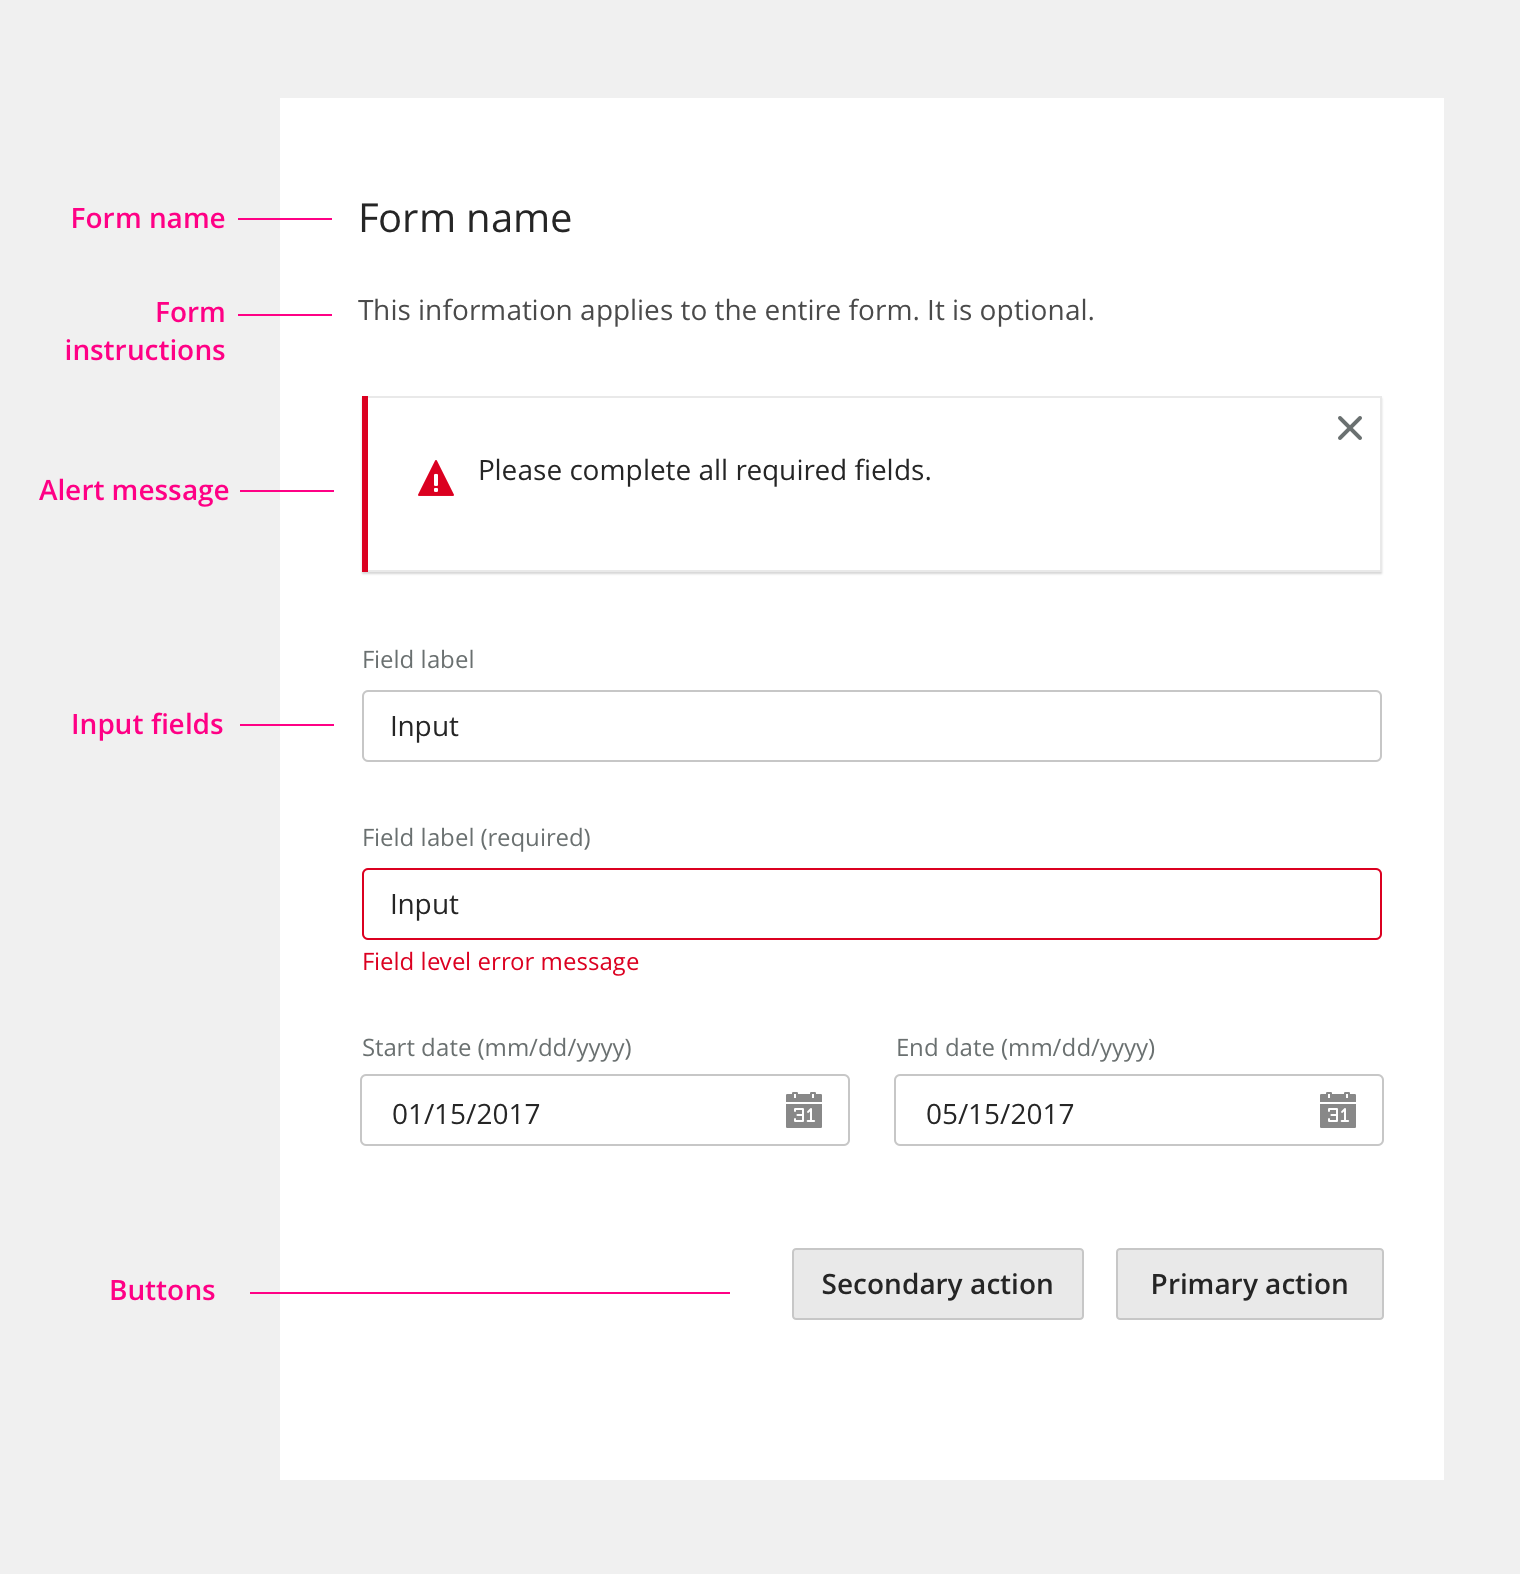 Form name
Form name
Form
instructions
This information applies to the entire form. It is optional.
Alert message
Please complete all required fields.
Field label
Input fields
Input
Field label (required)
Input
Field level error message
Start date (mm/dd/yyyy)
End date (mm/dd/yyyy)
01/15/2017
31
05/15/2017
31
Buttons
Secondary action
Primary action